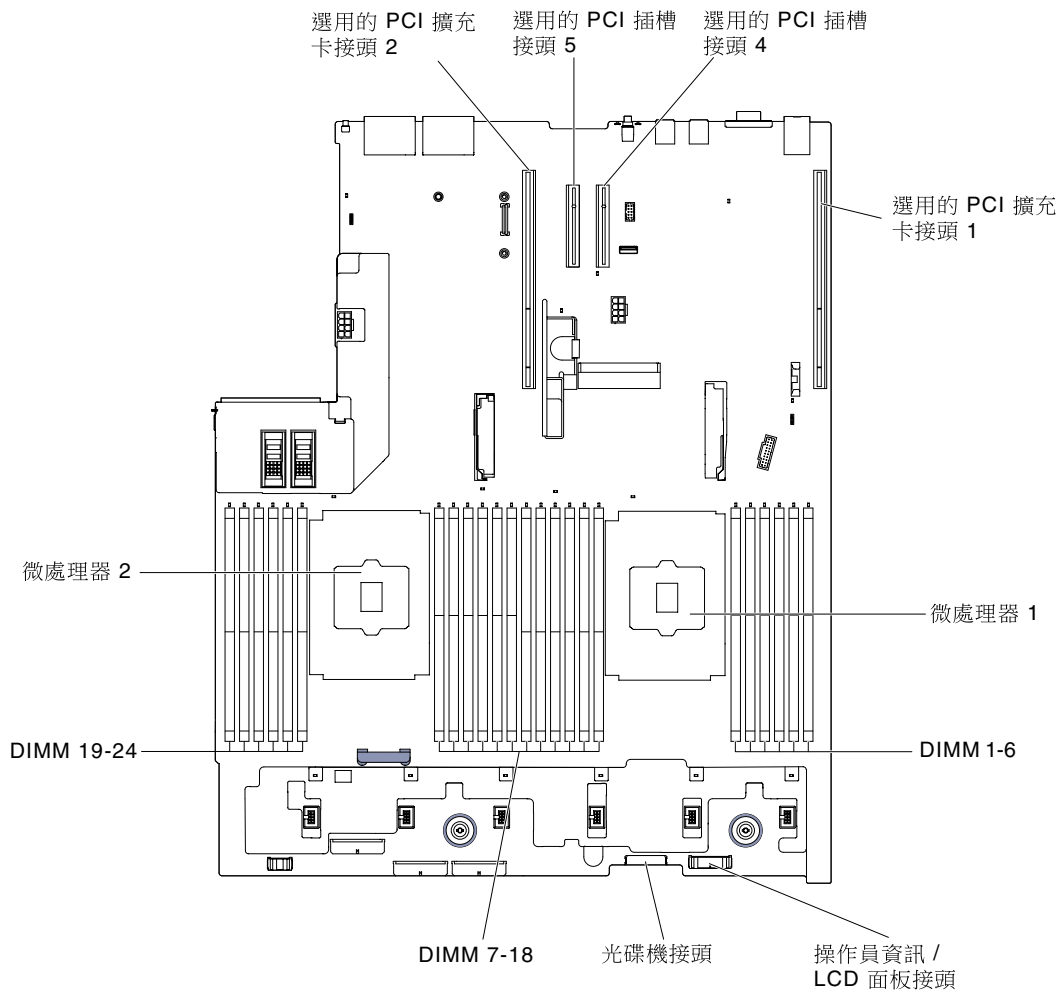 選用的 PCI 擴充
卡接頭 2
選用的 PCI 插槽
接頭 5
選用的 PCI 插槽
接頭 4
選用的 PCI 擴充
卡接頭 1
微處理器 2
微處理器 1
DIMM 19-24
DIMM 1-6
DIMM 7-18
光碟機接頭
操作員資訊 /
LCD 面板接頭